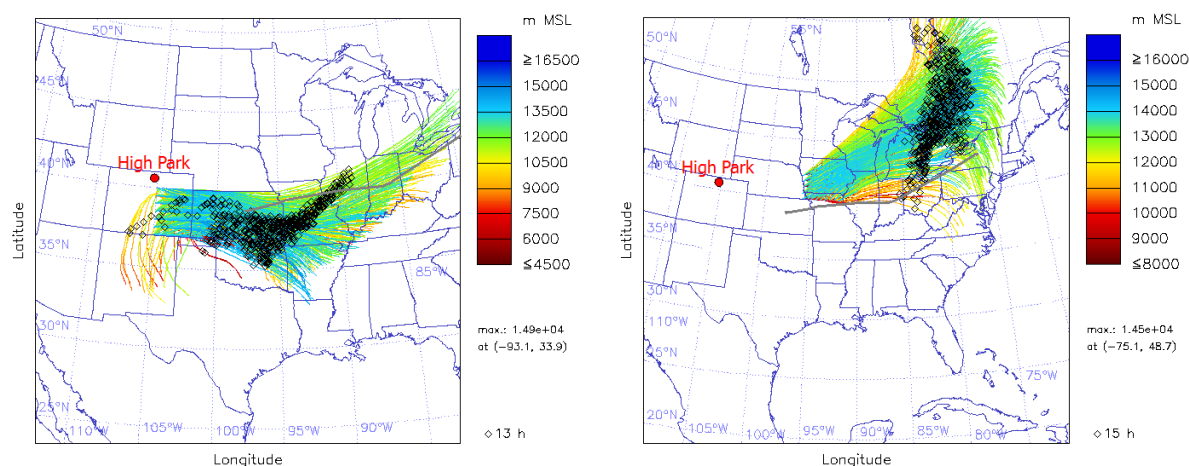 m MSL
50°N
45°N
≥16500
15000
13500
12000
10500
9000
7500
6000
≤4500
High Park
40°N
35°N
85°W
30°N
25°N
110°W
105°W
100°W
95°W
90°W
Latitude
Longitude
max.: 1.49e+04
at (−93.1, 33.9)
◇ 13 h
m MSL
50°N
55°N
45°N
≥16000
15000
14000
13000
12000
11000
10000
9000
≤8000
High Park
40°N
35°N
30°N
110°W
25°N
75°W
20°N
105°W
100°W
95°W
90°W
85°W
80°W
Latitude
Longitude
max.: 1.45e+04
at (−75.1, 48.7)
◇ 15 h